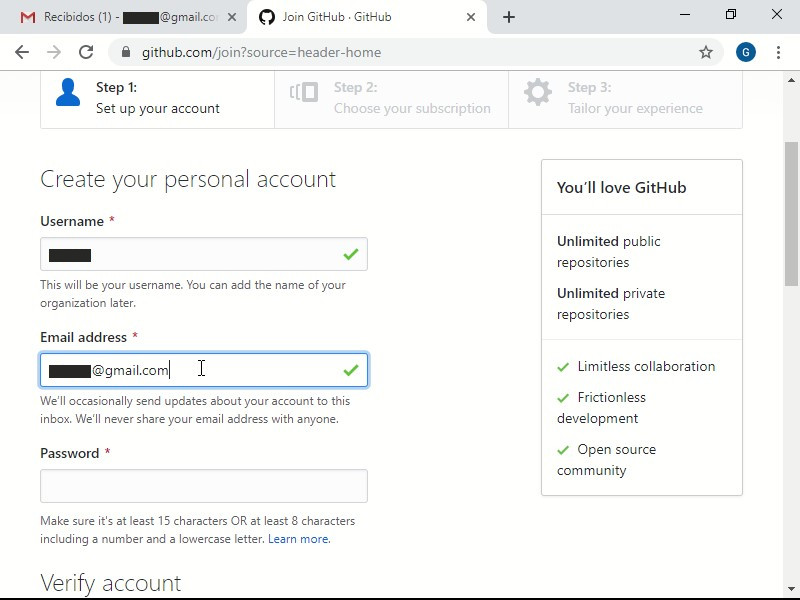 Recibidos (1) - @gmail.co
Join GitHub · GitHub
github.com/join?source=header-home
G
Step 1:
Set up your account
Step 2:
Choose your subscription
Step 3:
Tailor your experience
Create your personal account
Username *
This will be your username. You can add the name of your
organization later.
Email address *
@gmail.com
We'll occasionally send updates about your account to this
inbox. We'll never share your email address with anyone.
Password *
Make sure it's at least 15 characters OR at least 8 characters
including a number and a lowercase letter. Learn more.
Verify account
You'll love GitHub
Unlimited public
repositories
Unlimited private
repositories
Limitless collaboration
Frictionless
development
Open source
community